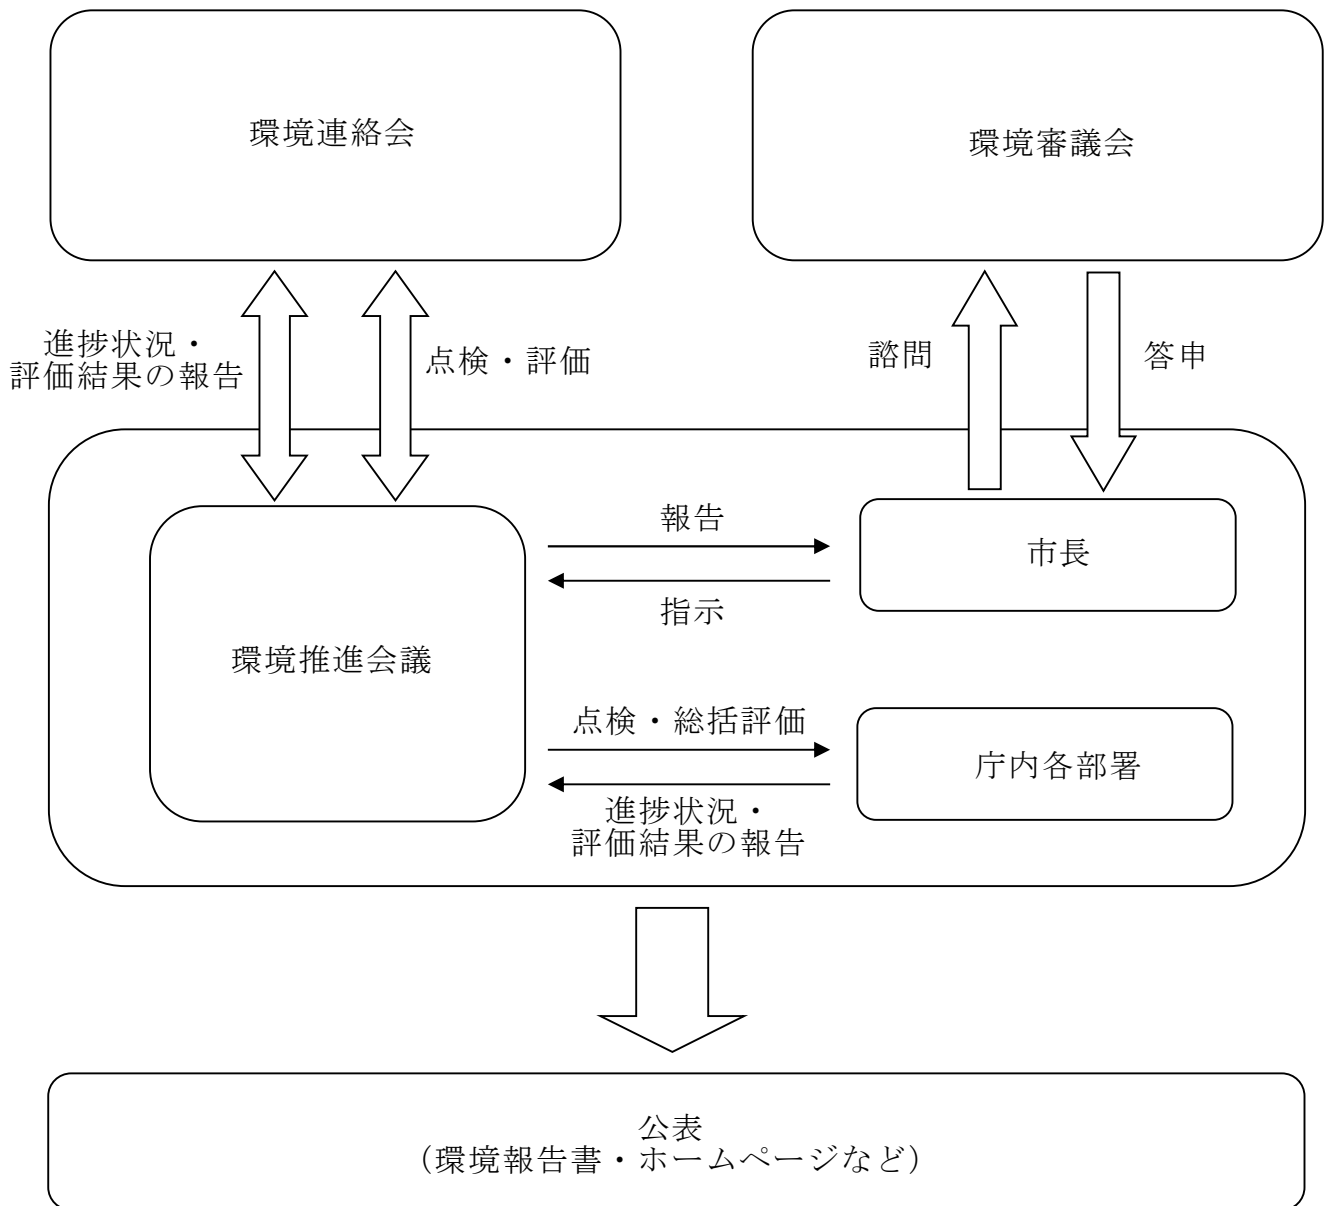 環境連絡会
環境審議会
進捗状況・
評価結果の報告
点検・評価
諮問
答申
報告
市長
指示
環境推進会議
点検・総括評価
庁内各部署
進捗状況・
評価結果の報告
公表
（環境報告書・ホームページなど）